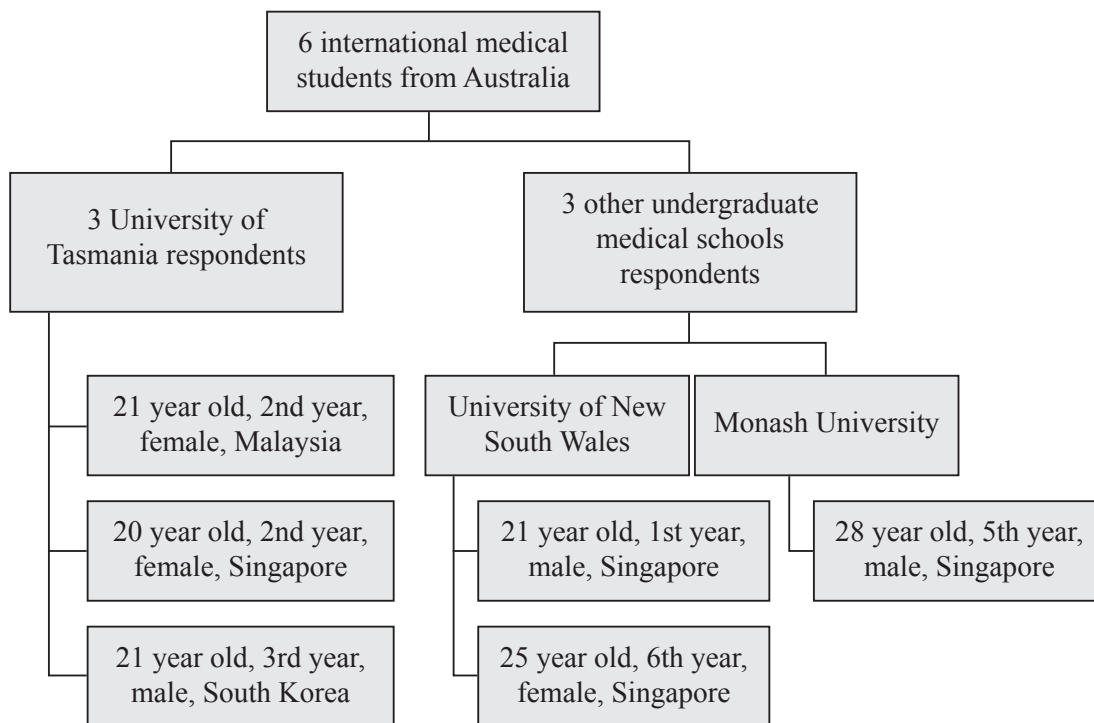 6 international medical
students from Australia
3 University of
Tasmania respondents
3 other undergraduate
medical schools
respondents
21 year old, 2nd year,
female, Malaysia
20 year old, 2nd year,
female, Singapore
21 year old, 3rd year,
male, South Korea
University of New
South Wales
21 year old, 1st year,
male, Singapore
25 year old, 6th year,
female, Singapore
Monash University
28 year old, 5th year,
male, Singapore